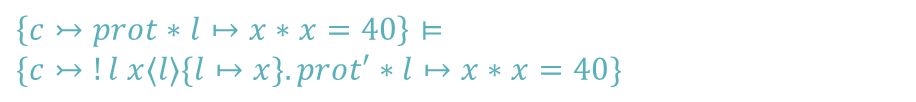 {c ↣ prot ∗ l ↦ x ∗ x = 40} ⊨
{c ↣ ! l x⟨l⟩{l ↦ x}. prot′ ∗ l ↦ x ∗ x = 40}